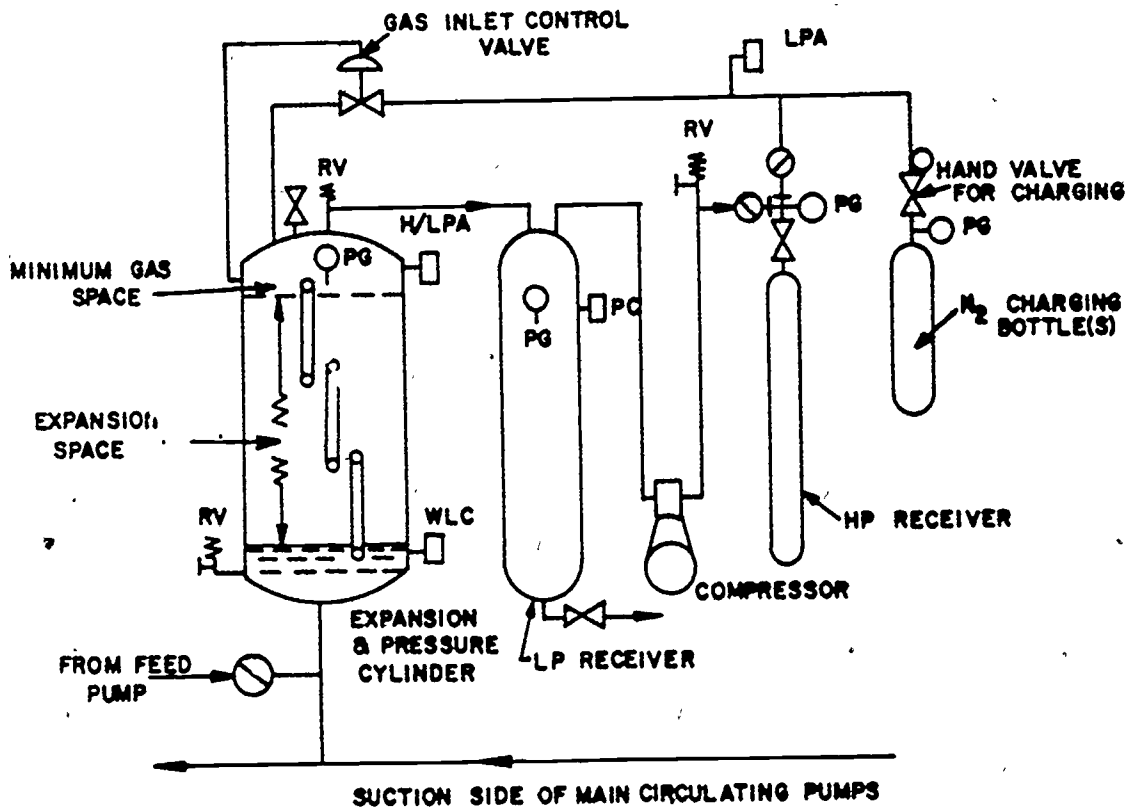 GAS INLET CONTROL
VALVE
LPA
RV
RV
HAND VALVE
FOR CHARGING
H/LPA
PG
PG
PG
MINIMUM GAS
SPACE
PC
PG
N2 CHARGING
BOTTLE(S)
EXPANSION
SPACE
RV
WLC
HP RECEIVER
COMPRESSOR
EXPANSION
& PRESSURE
CYLINDER
LP RECEIVER
FROM FEED
PUMP
SUCTION SIDE OF MAIN CIRCULATING PUMPS